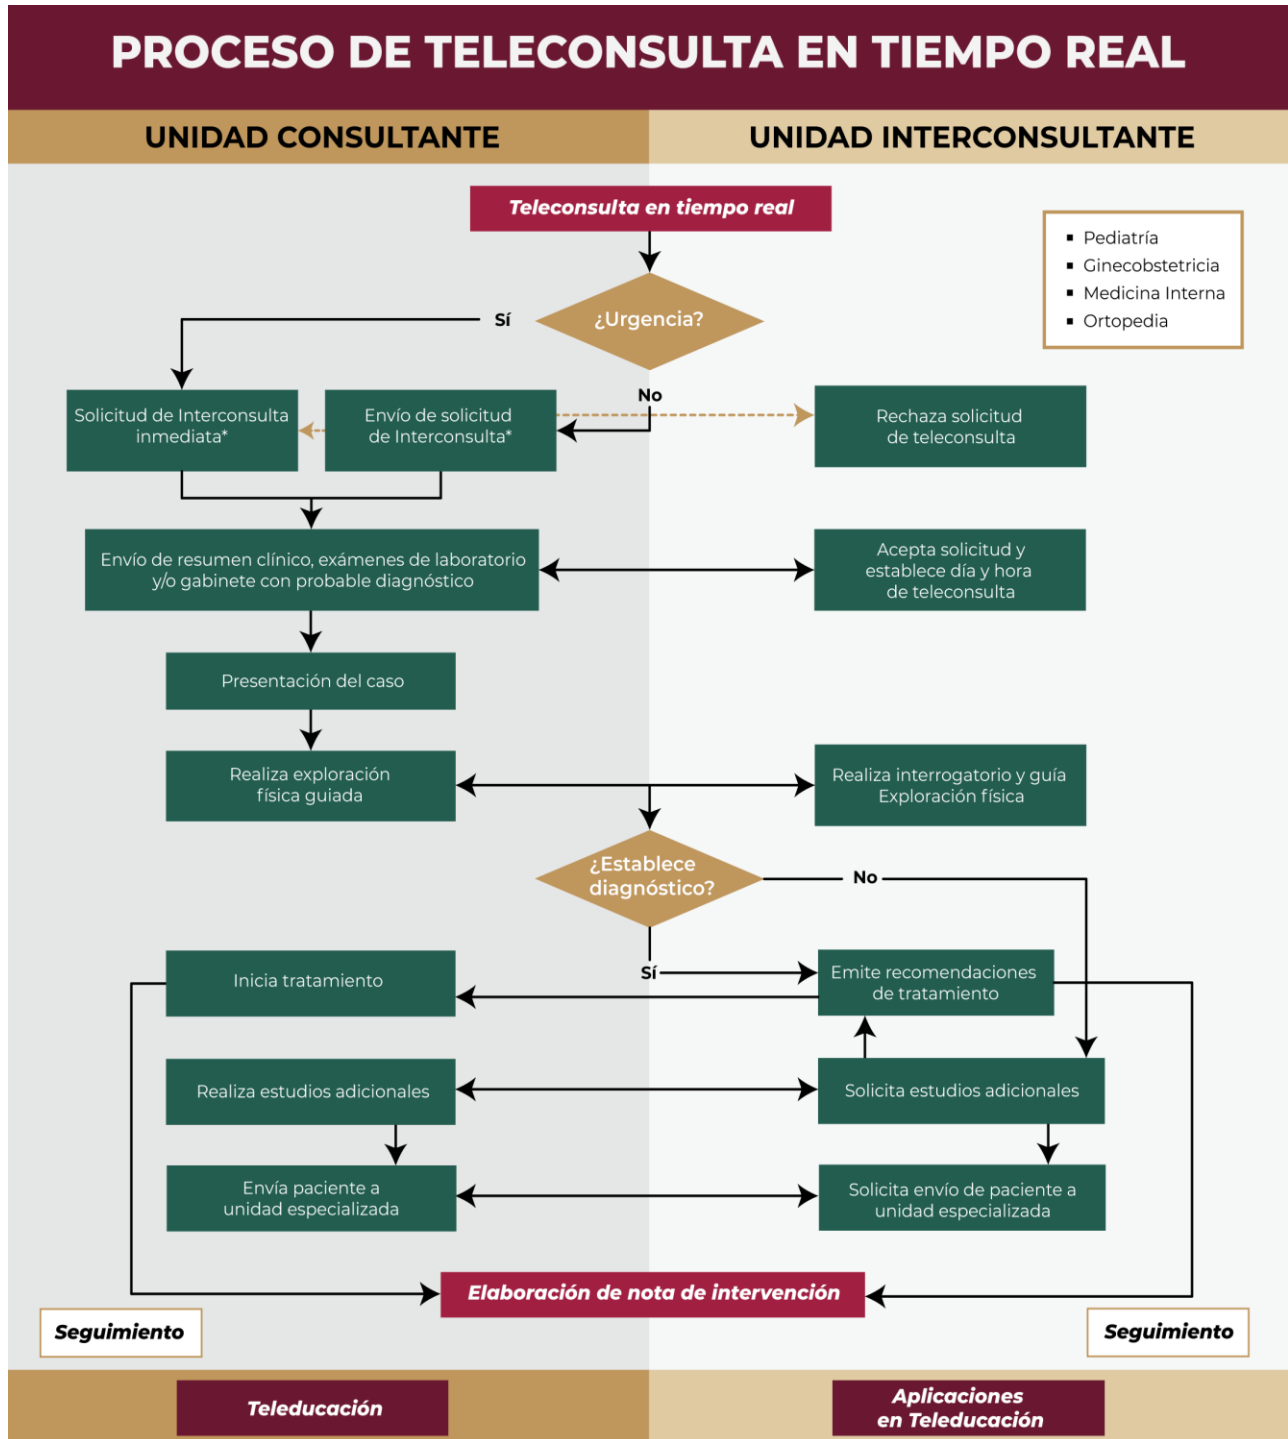 PROCESO DE TELECONSULTA EN TIEMPO REAL
UNIDAD CONSULTANTE
UNIDAD INTERCONSULTANTE
Teleconsulta en tiempo real
▪ Pediatría
▪ Ginecobstetricia
▪ Medicina Interna
▪ Ortopedia
¿Urgencia?
Sí
No
Solicitud de Interconsulta
inmediata*
Envío de solicitud
de Interconsulta*
Rechaza solicitud
de teleconsulta
Envío de resumen clínico, exámenes de laboratorio
y/o gabinete con probable diagnóstico
Acepta solicitud y
establece día y hora
de teleconsulta
Presentación del caso
Realiza exploración
física guiada
Realiza interrogatorio y guía
Exploración física
¿Establece
diagnóstico?
No
Sí
Inicia tratamiento
Emite recomendaciones
de tratamiento
Realiza estudios adicionales
Solicita estudios adicionales
Envía paciente a
unidad especializada
Solicita envío de paciente a
unidad especializada
Elaboración de nota de intervención
Seguimiento
Seguimiento
Teleducación
Aplicaciones
en Teleducación